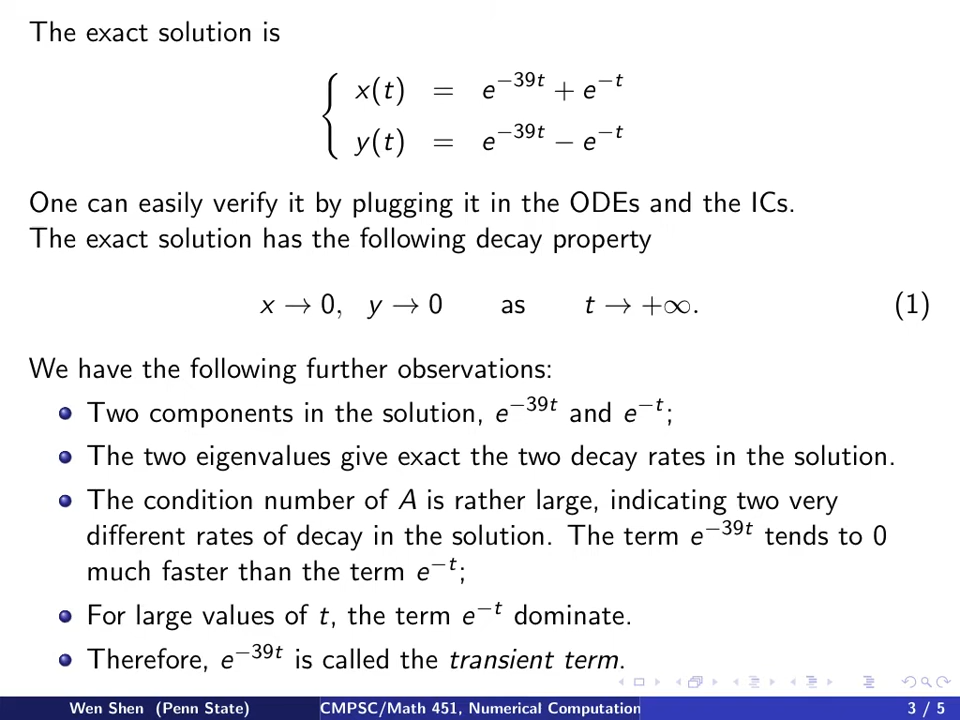 The exact solution is
x(t) = e^{−39t} + e^{−t}
y(t) = e^{−39t} − e^{−t}
One can easily verify it by plugging it in the ODEs and the ICs.
The exact solution has the following decay property
x → 0, y → 0 as t → +∞. (1)
We have the following further observations:
Two components in the solution, e^{−39t} and e^{−t};
The two eigenvalues give exact the two decay rates in the solution.
The condition number of A is rather large, indicating two very
different rates of decay in the solution. The term e^{−39t} tends to 0
much faster than the term e^{−t};
For large values of t, the term e^{−t} dominate.
Therefore, e^{−39t} is called the transient term.
Wen Shen (Penn State) CMPSC/Math 451, Numerical Computation 3 / 5